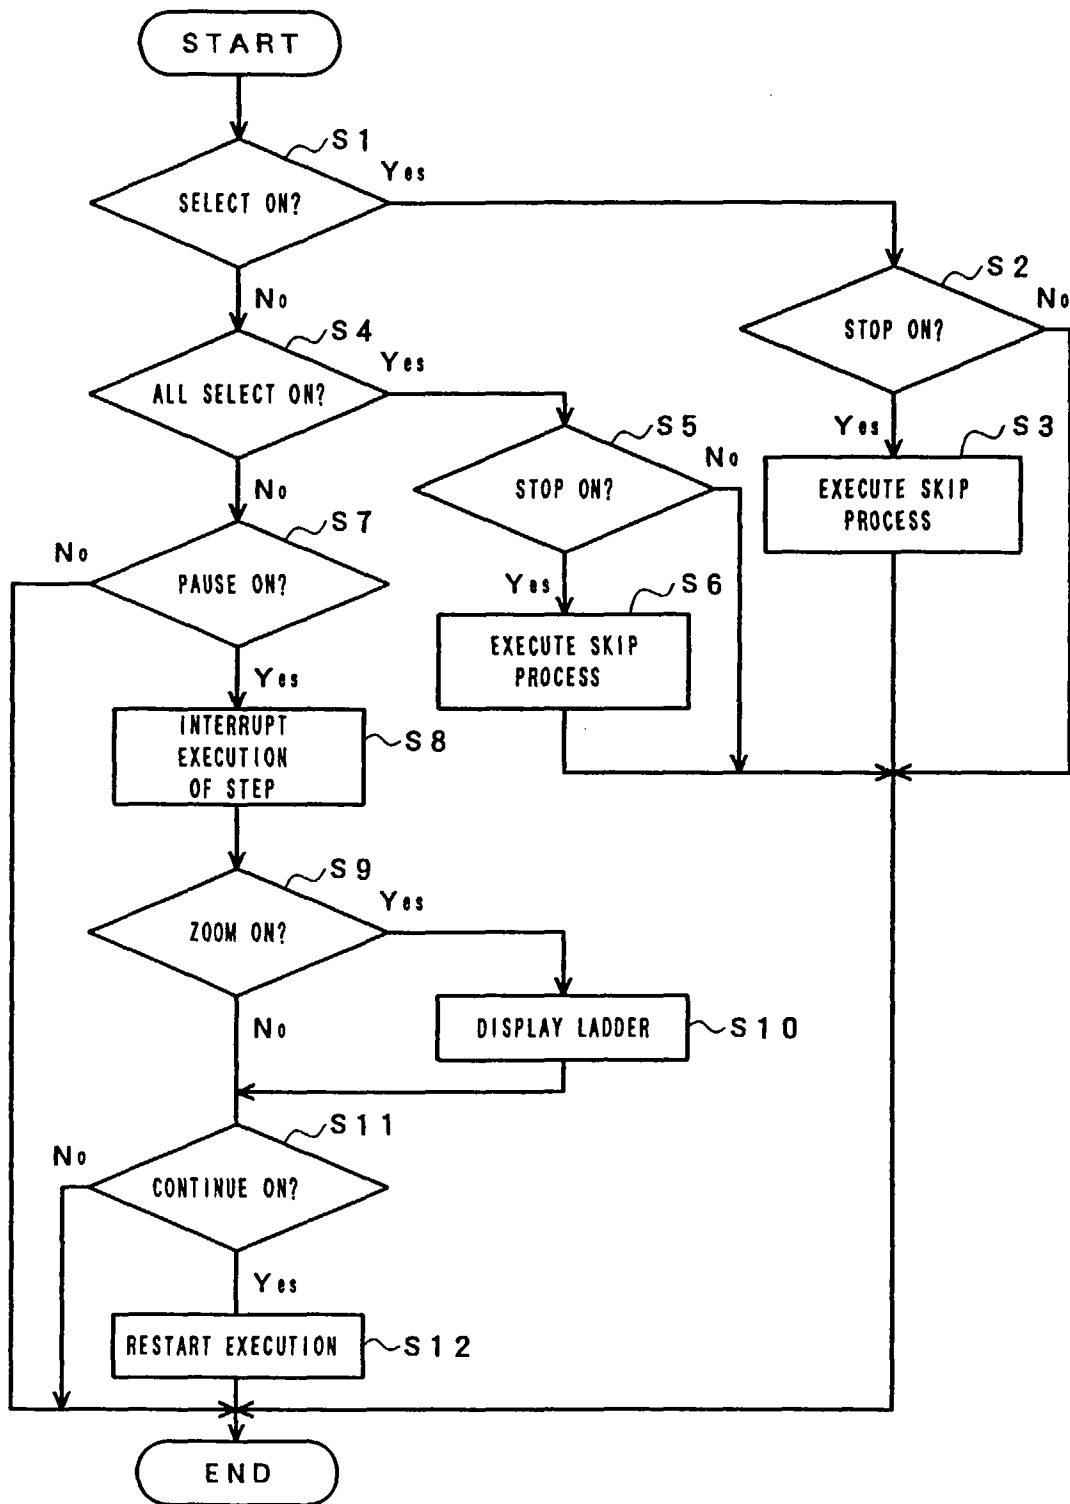 START
S1
Yes
SELECT ON?
S2
No
No
S4
STOP ON?
Yes
ALL SELECT ON?
Yes
S3
S5
No
EXECUTE SKIP
PROCESS
No
STOP ON?
S7
No
PAUSE ON?
Yes
S6
EXECUTE SKIP
PROCESS
Yes
INTERRUPT
EXECUTION
OF STEP
S8
S9
Yes
ZOOM ON?
No
DISPLAY LADDER
S10
S11
No
CONTINUE ON?
Yes
RESTART EXECUTION
S12
END